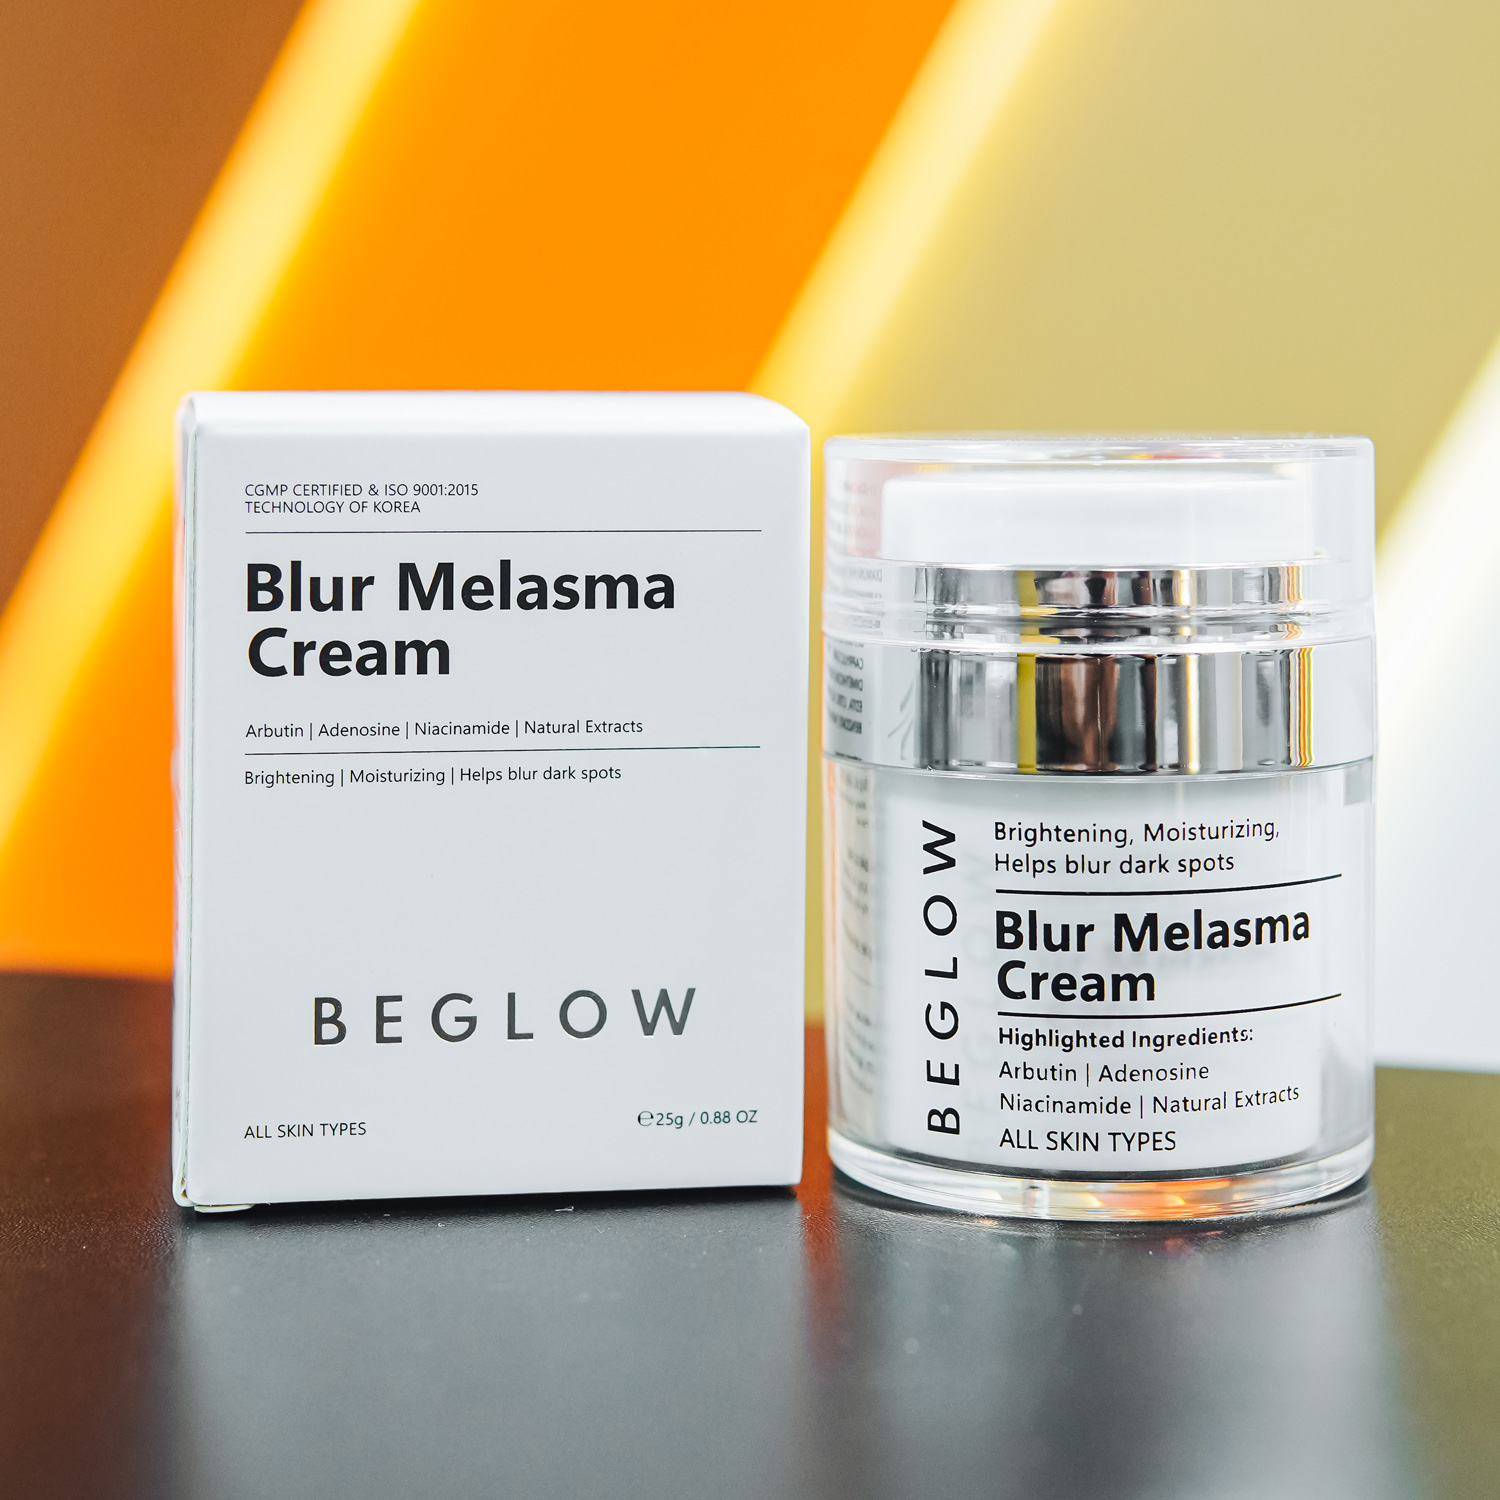 CGMP CERTIFIED & ISO 9001:2015
TECHNOLOGY OF KOREA
Blur Melasma
Cream
Arbutin | Adenosine | Niacinamide | Natural Extracts
Brightening | Moisturizing | Helps blur dark spots
BEGLOW
ALL SKIN TYPES
℮25g / 0.88 OZ
BEGLOW
Brightening, Moisturizing,
Helps blur dark spots
Blur Melasma
Cream
Highlighted Ingredients:
Arbutin | Adenosine
Niacinamide | Natural Extracts
ALL SKIN TYPES